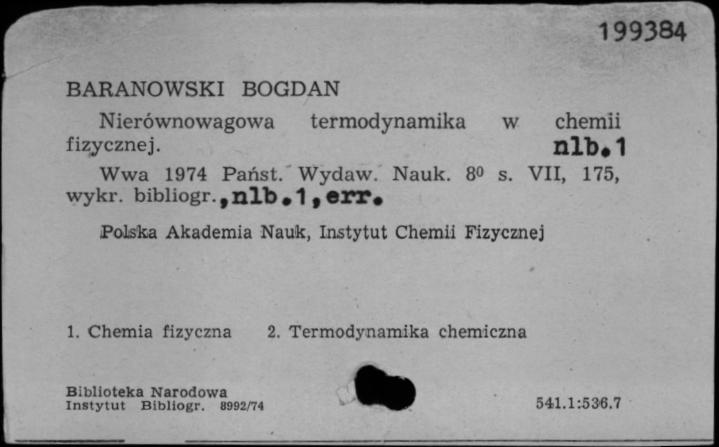 199384
BARANOWSKI BOGDAN
Nierównowagowa termodynamika w chemii
fizycznej. nlb.1
Wwa 1974 Państ. Wydaw. Nauk. 8⁰ s. VII, 175,
wykr. bibliogr.,nlb.1,err.
Polska Akademia Nauk, Instytut Chemii Fizycznej
1. Chemia fizyczna 2. Termodynamika chemiczna
Biblioteka Narodowa
Instytut Bibliogr. 8992/74 541.1:536.7